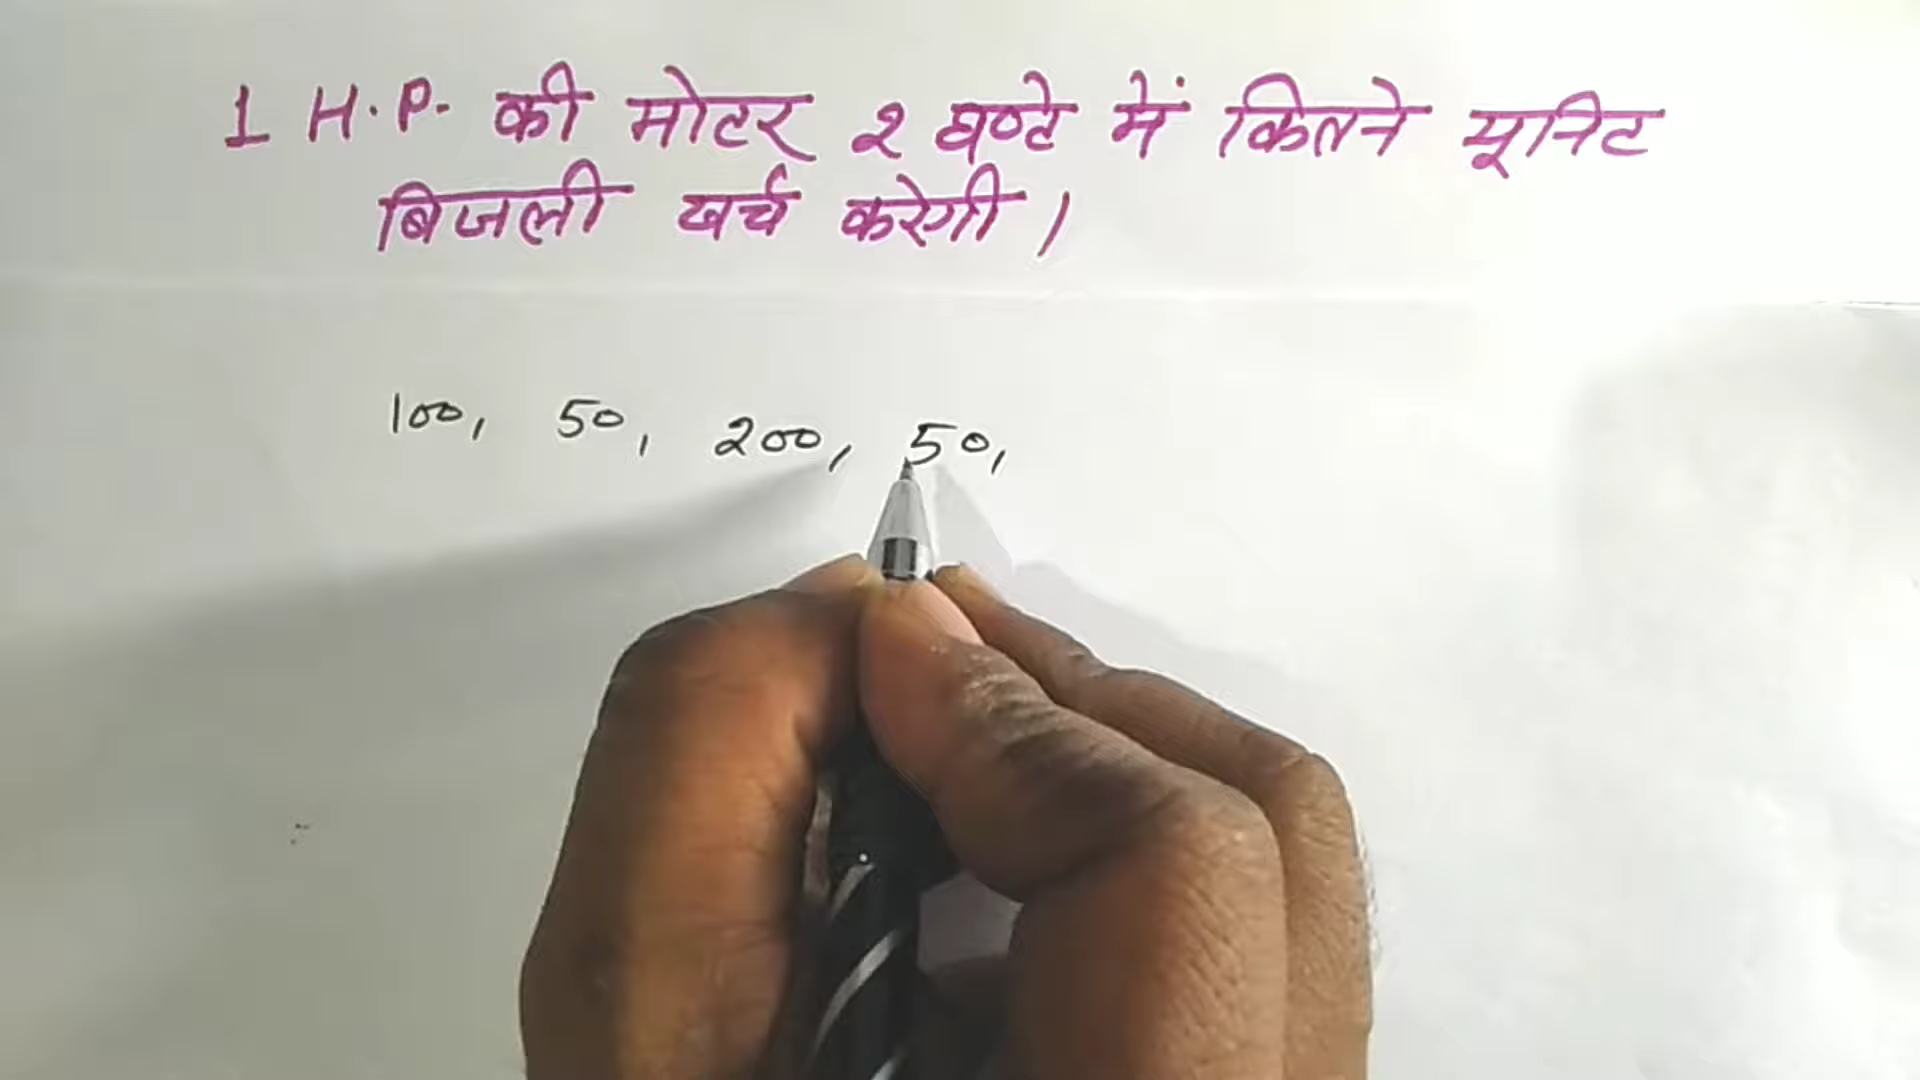 1 H.P. की मोटर 2 घण्टे में कितने यूनिट
बिजली खर्च करेगी।
100, 50, 200, 50,